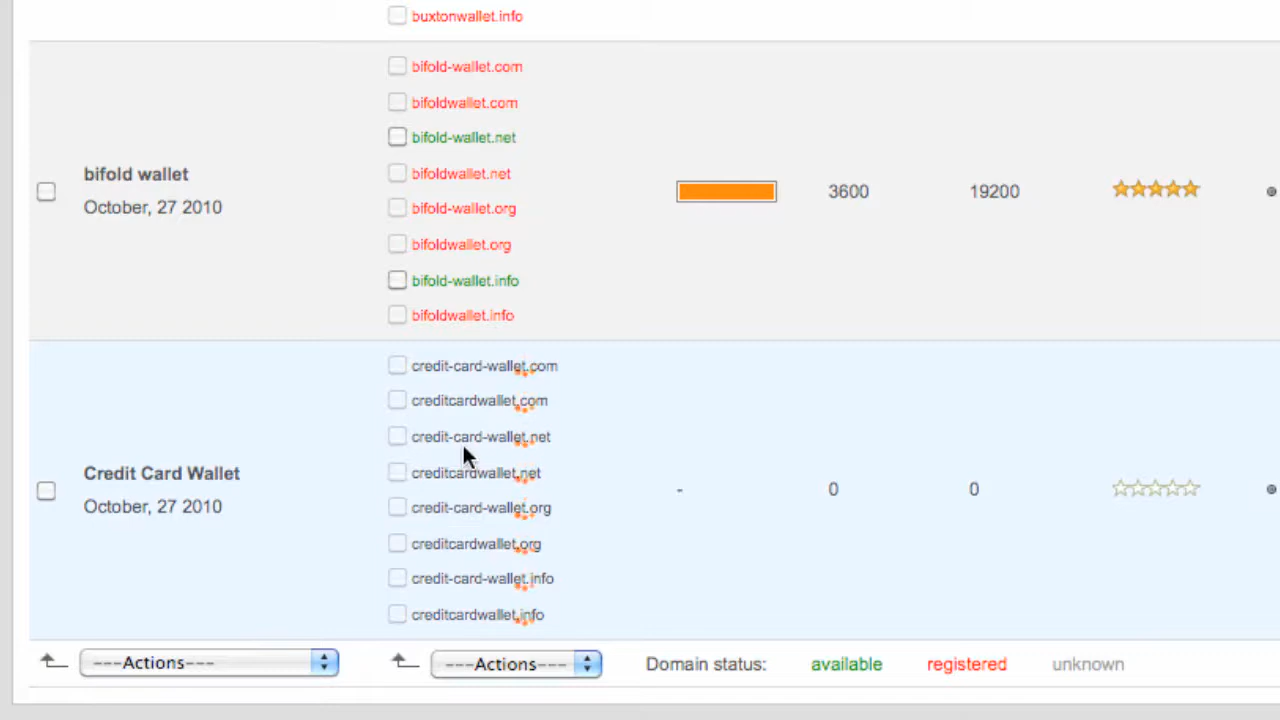 buxtonwallet.info
bifold-wallet.com
bifoldwallet.com
bifold-wallet.net
bifold wallet
bifoldwallet.net
3600
19200
October, 27 2010
bifold-wallet.org
bifoldwallet.org
bifold-wallet.info
bifoldwallet.info
credit-card-wallet.com
creditcardwallet.com
credit-card-wallet.net
Credit Card Wallet
creditcardwallet.net
-
0
0
October, 27 2010
credit-card-wallet.org
creditcardwallet.org
credit-card-wallet.info
creditcardwallet.info
---Actions---
---Actions---
Domain status:
available
registered
unknown